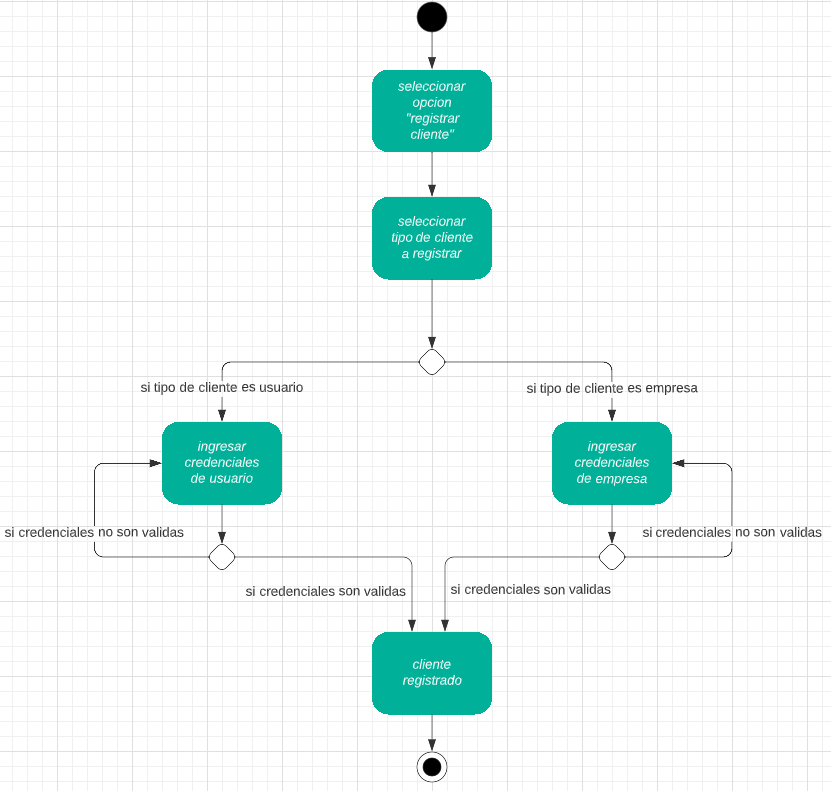 seleccionar
opcion
"registrar
cliente"
seleccionar
tipo de cliente
a registrar
si tipo de cliente es usuario
si tipo de cliente es empresa
ingresar
credenciales
de usuario
ingresar
credenciales
de empresa
si credenciales no son validas
si credenciales no son validas
si credenciales son validas
si credenciales son validas
cliente
registrado